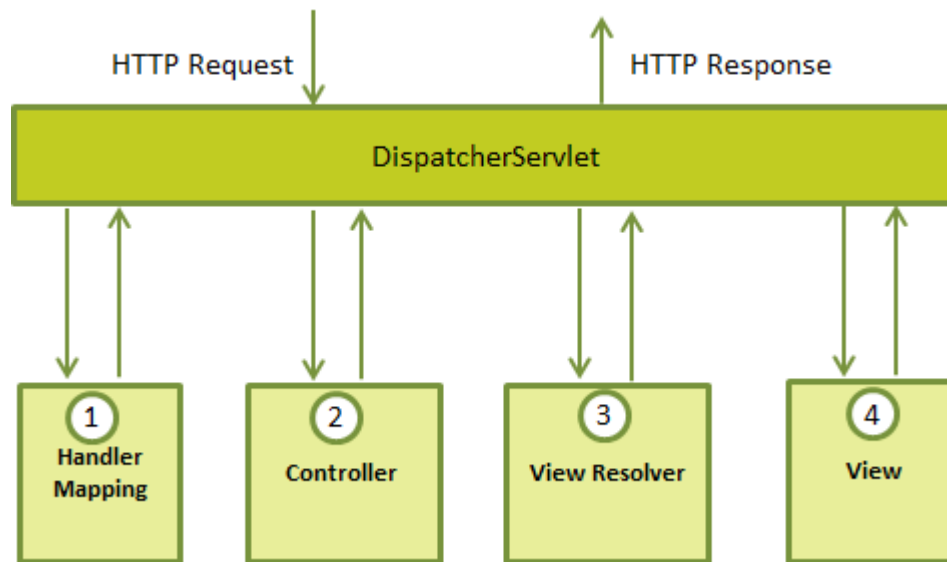 HTTP Request
HTTP Response
DispatcherServlet
1
Handler
Mapping
2
Controller
3
View Resolver
4
View